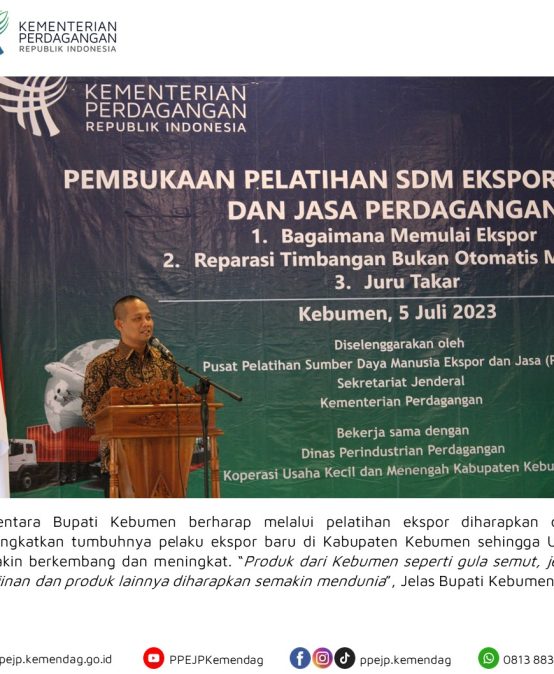 KEMENTERIAN
PERDAGANGAN
REPUBLIK INDONESIA
KEMENTERIAN
PERDAGANGAN
REPUBLIK INDONESIA
PEMBUKAAN PELATIHAN SDM EKSPOR
DAN JASA PERDAGANGAN
1. Bagaimana Memulai Ekspor
2. Reparasi Timbangan Bukan Otomatis M
3. Juru Takar
Kebumen, 5 Juli 2023
Diselenggarakan oleh
Pusat Pelatihan Sumber Daya Manusia Ekspor dan Jasa (P
Sekretariat Jenderal
Kementerian Perdagangan
Bekerja sama dengan
Dinas Perindustrian Perdagangan
Koperasi Usaha Kecil dan Menengah Kabupaten Kebu
entara Bupati Kebumen berharap melalui pelatihan ekspor diharapkan d
ngkatkan tumbuhnya pelaku ekspor baru di Kabupaten Kebumen sehingga U
akin berkembang dan meningkat. "Produk dari Kebumen seperti gula semut, je
jinan dan produk lainnya diharapkan semakin mendunia", Jelas Bupati Kebumen
ppejp.kemendag.go.id PPEJPKemendag ppejp.kemendag 0813 883